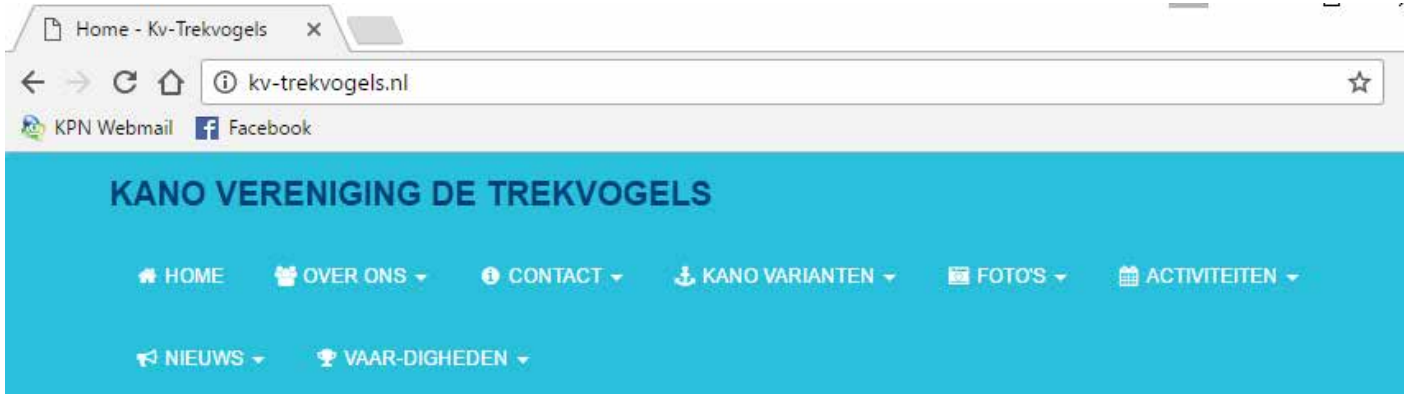 Home - Kv-Trekvogels
kv-trekvogels.nl
KPN Webmail Facebook
KANO VERENIGING DE TREKVOGELS
HOME OVER ONS CONTACT KANO VARIANTEN FOTO'S ACTIVITEITEN
NIEUWS VAAR-DIGHEDEN